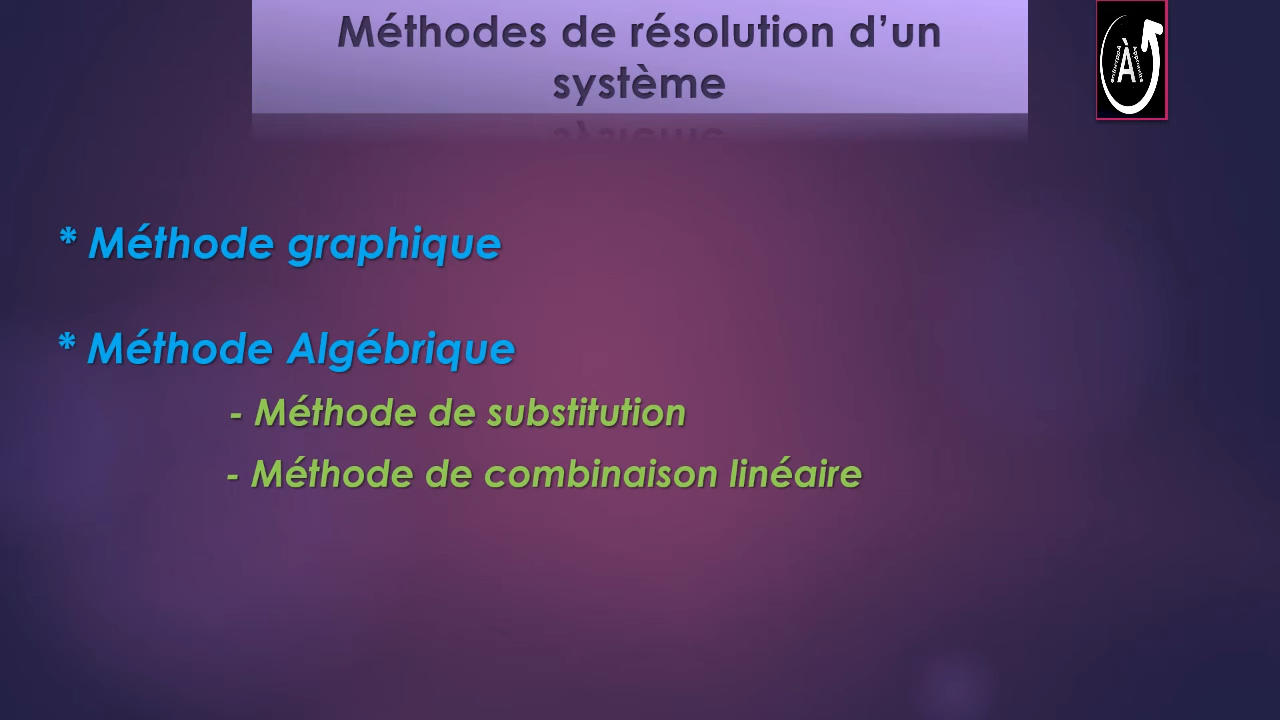 Méthodes de résolution d’un
système
À
* Méthode graphique
* Méthode Algébrique
- Méthode de substitution
- Méthode de combinaison linéaire